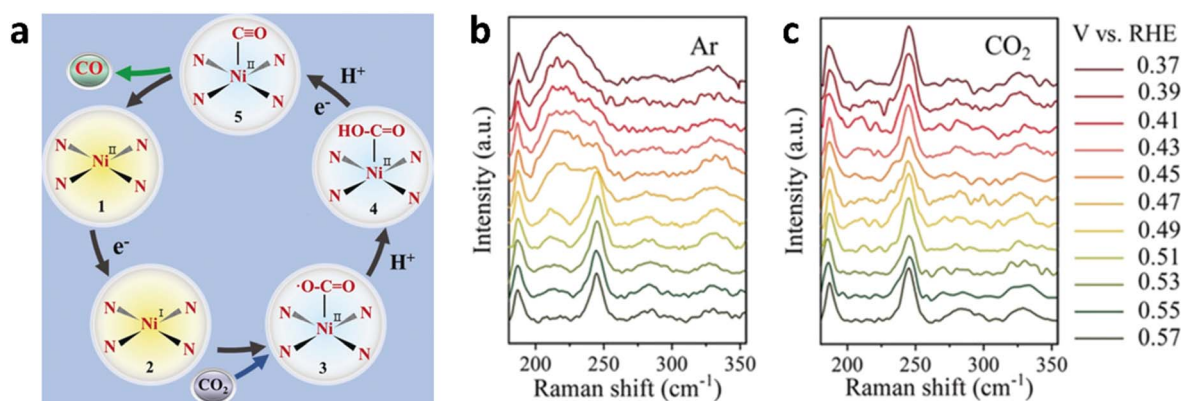 a
C≡O
Ni II
N N
N N
5
CO
H⁺
e⁻
HO-C=O
Ni II
N N
N N
4
N N
Ni II
N N
1
e⁻
H⁺
N N
Ni I
N N
2
·O-C=O
Ni II
N N
N N
3
CO₂
b
Ar
Intensity (a.u.)
200 250 300 350
Raman shift (cm⁻¹)
c
CO₂
Intensity (a.u.)
200 250 300 350
Raman shift (cm⁻¹)
V vs. RHE
0.37
0.39
0.41
0.43
0.45
0.47
0.49
0.51
0.53
0.55
0.57